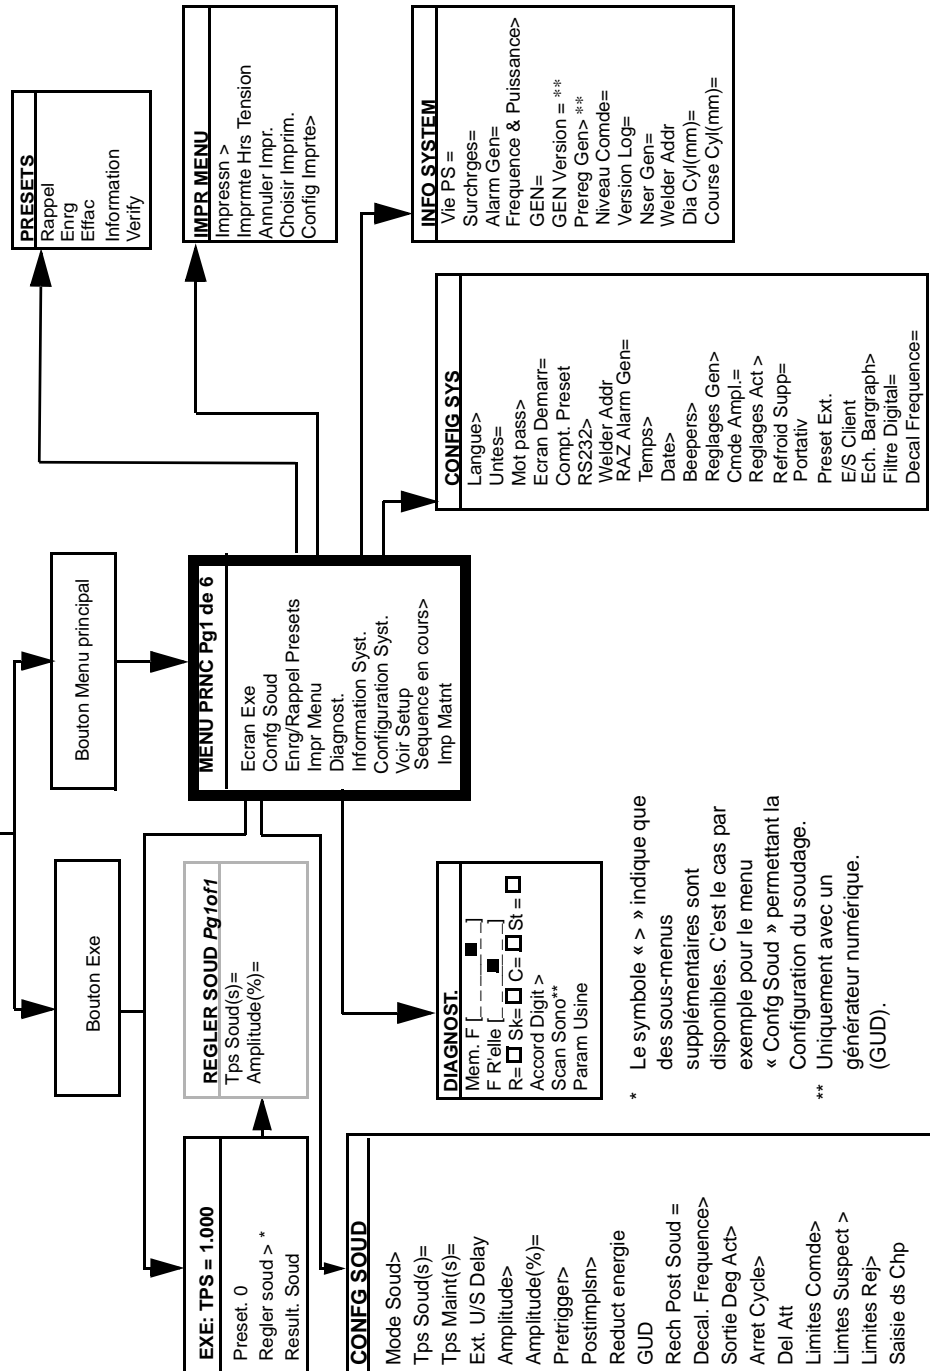 Bouton Exe
Bouton Menu principal
EXE: TPS = 1.000
Preset. 0
Regler soud > *
Result. Soud
REGLER SOUD Pg1of1
Tps Soud(s)=
Amplitude(%)=
MENU PRNC Pg1 de 6
Ecran Exe
Confg Soud
Enrg/Rappel Presets
Impr Menu
Diagnost.
Information Syst.
Configuration Syst.
Voir Setup
Sequence en cours>
Imp Matnt
PRESETS
Rappel
Enrg
Effac
Information
Verify
IMPR MENU
Impressn >
Imprmte Hrs Tension
Annuler Impr.
Choisir Imprim.
Config Imprte>
INFO SYSTEM
Vie PS =
Surchrges=
Alarm Gen=
Frequence & Puissance>
GEN=
GEN Version = **
Prereg Gen> **
Niveau Comde=
Version Log=
Nser Gen=
Welder Addr
Dia Cyl(mm)=
Course Cyl(mm)=
CONFIG SYS
Langue>
Untes=
Mot pass>
Ecran Demarr=
Compt. Preset
RS232>
Welder Addr
RAZ Alarm Gen=
Temps>
Date>
Beepers>
Reglages Gen>
Cmde Ampl.=
Reglages Act >
Refroid Supp=
Portativ
Preset Ext.
E/S Client
Ech. Bargraph>
Filtre Digital=
Decal Frequence=
DIAGNOST.
Mem. F [_ _ _ _ _ _ ]
F R'elle [_ _ _ _ _ _ ]
R= Sk= C= St =
Accord Digit >
Scan Sono**
Param Usine
CONFG SOUD
Mode Soud>
Tps Soud(s)=
Tps Maint(s)=
Ext. U/S Delay
Amplitude>
Amplitude(%)=
Pretrigger>
Postimplsn>
Reduct energie
GUD
Rech Post Soud =
Decal. Frequence>
Sortie Deg Act>
Arret Cycle>
Del Att
Limites Comde>
Limtes Suspect >
Limites Rej>
Saisie ds Chp
* Le symbole « > » indique que
des sous-menus
supplémentaires sont
disponibles. C'est le cas par
exemple pour le menu
« Confg Soud » permettant la
Configuration du soudage.
** Uniquement avec un
générateur numérique.
(GUD).